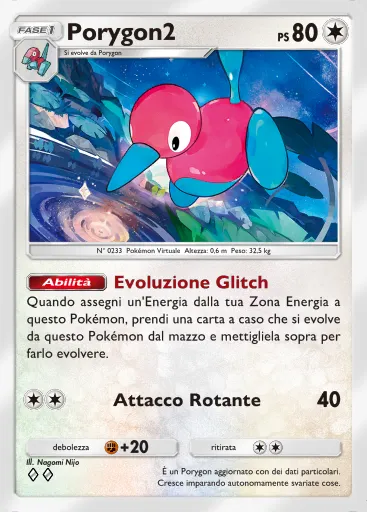 FASE 1 Porygon2 PS 80
Si evolve da Porygon
N° 0233 Pokémon Virtuale Altezza: 0,6 m Peso: 32,5 kg
Abilità Evoluzione Glitch
Quando assegni un'Energia dalla tua Zona Energia a
questo Pokémon, prendi una carta a caso che si evolve
da questo Pokémon dal mazzo e mettigliela sopra per
farlo evolvere.
Attacco Rotante 40
debolezza +20 ritirata
Ill. Nagomi Nijo
È un Porygon aggiornato con dei dati particolari.
Cresce imparando autonomamente svariate cose.